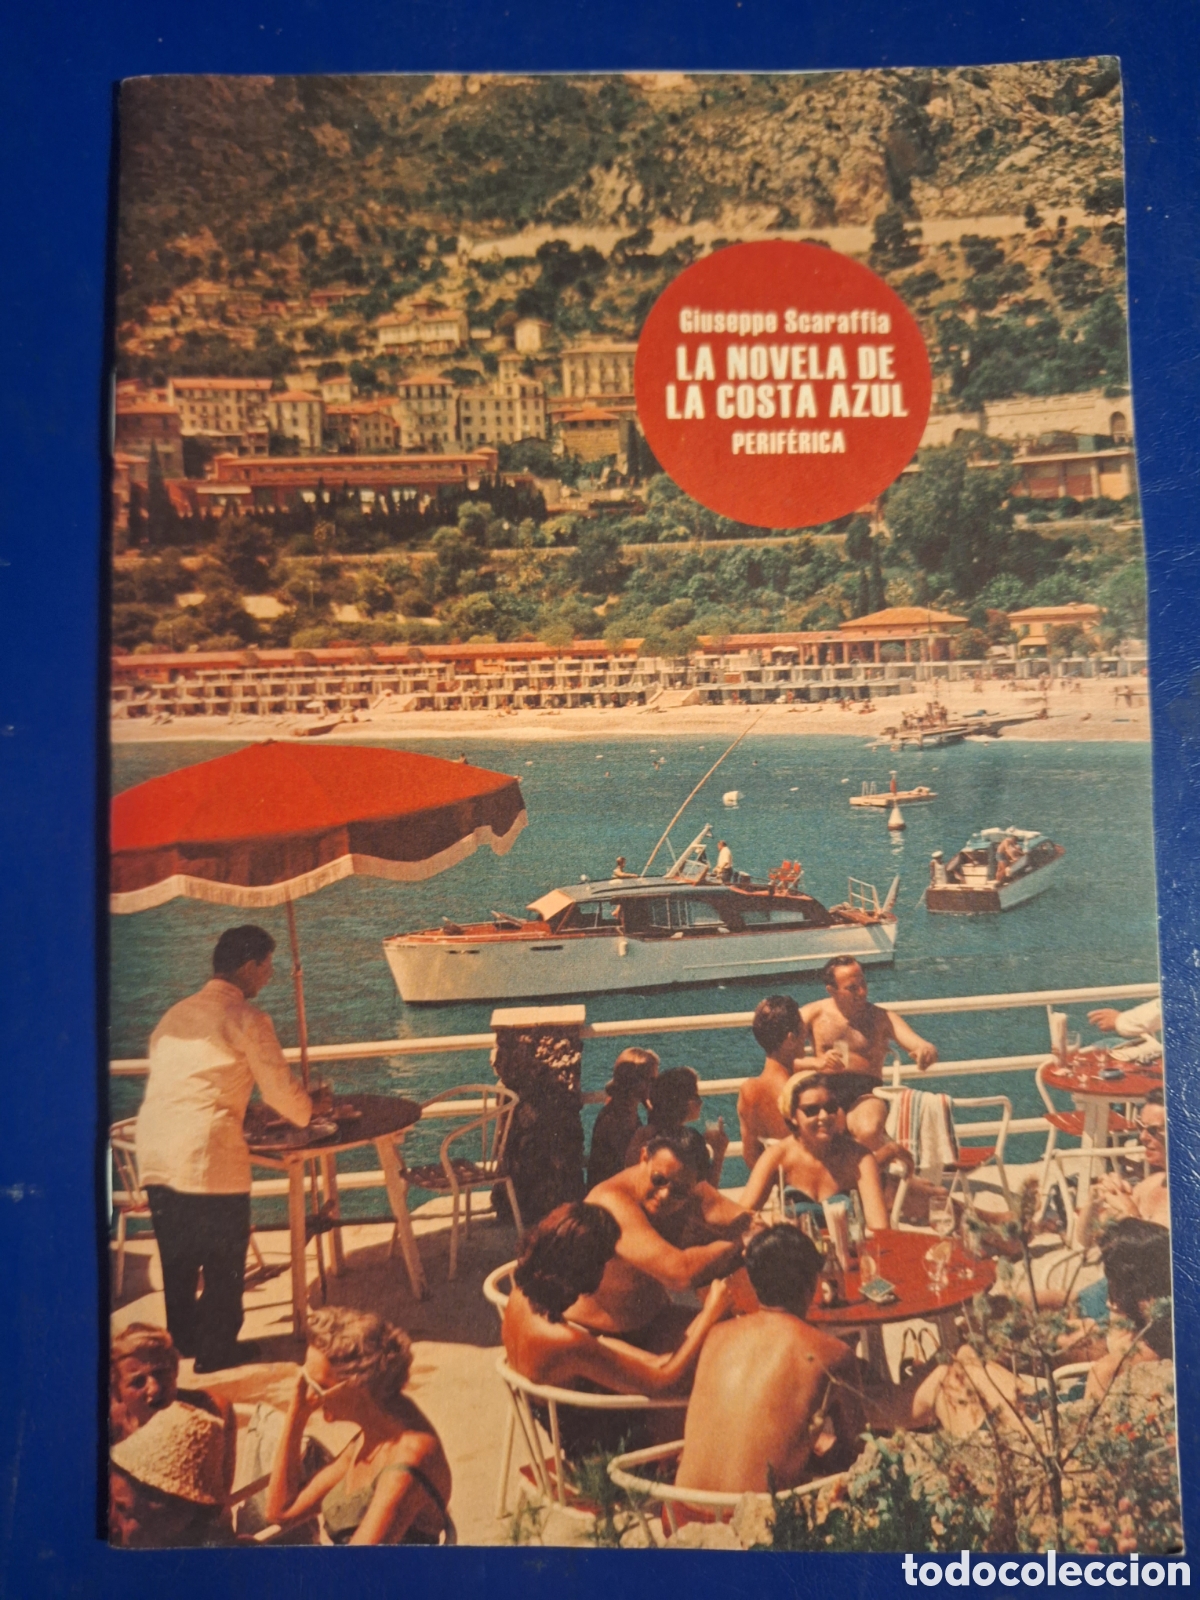 Giuseppe Scaraffia
LA NOVELA DE
LA COSTA AZUL
PERIFÉRICA
todocoleccion